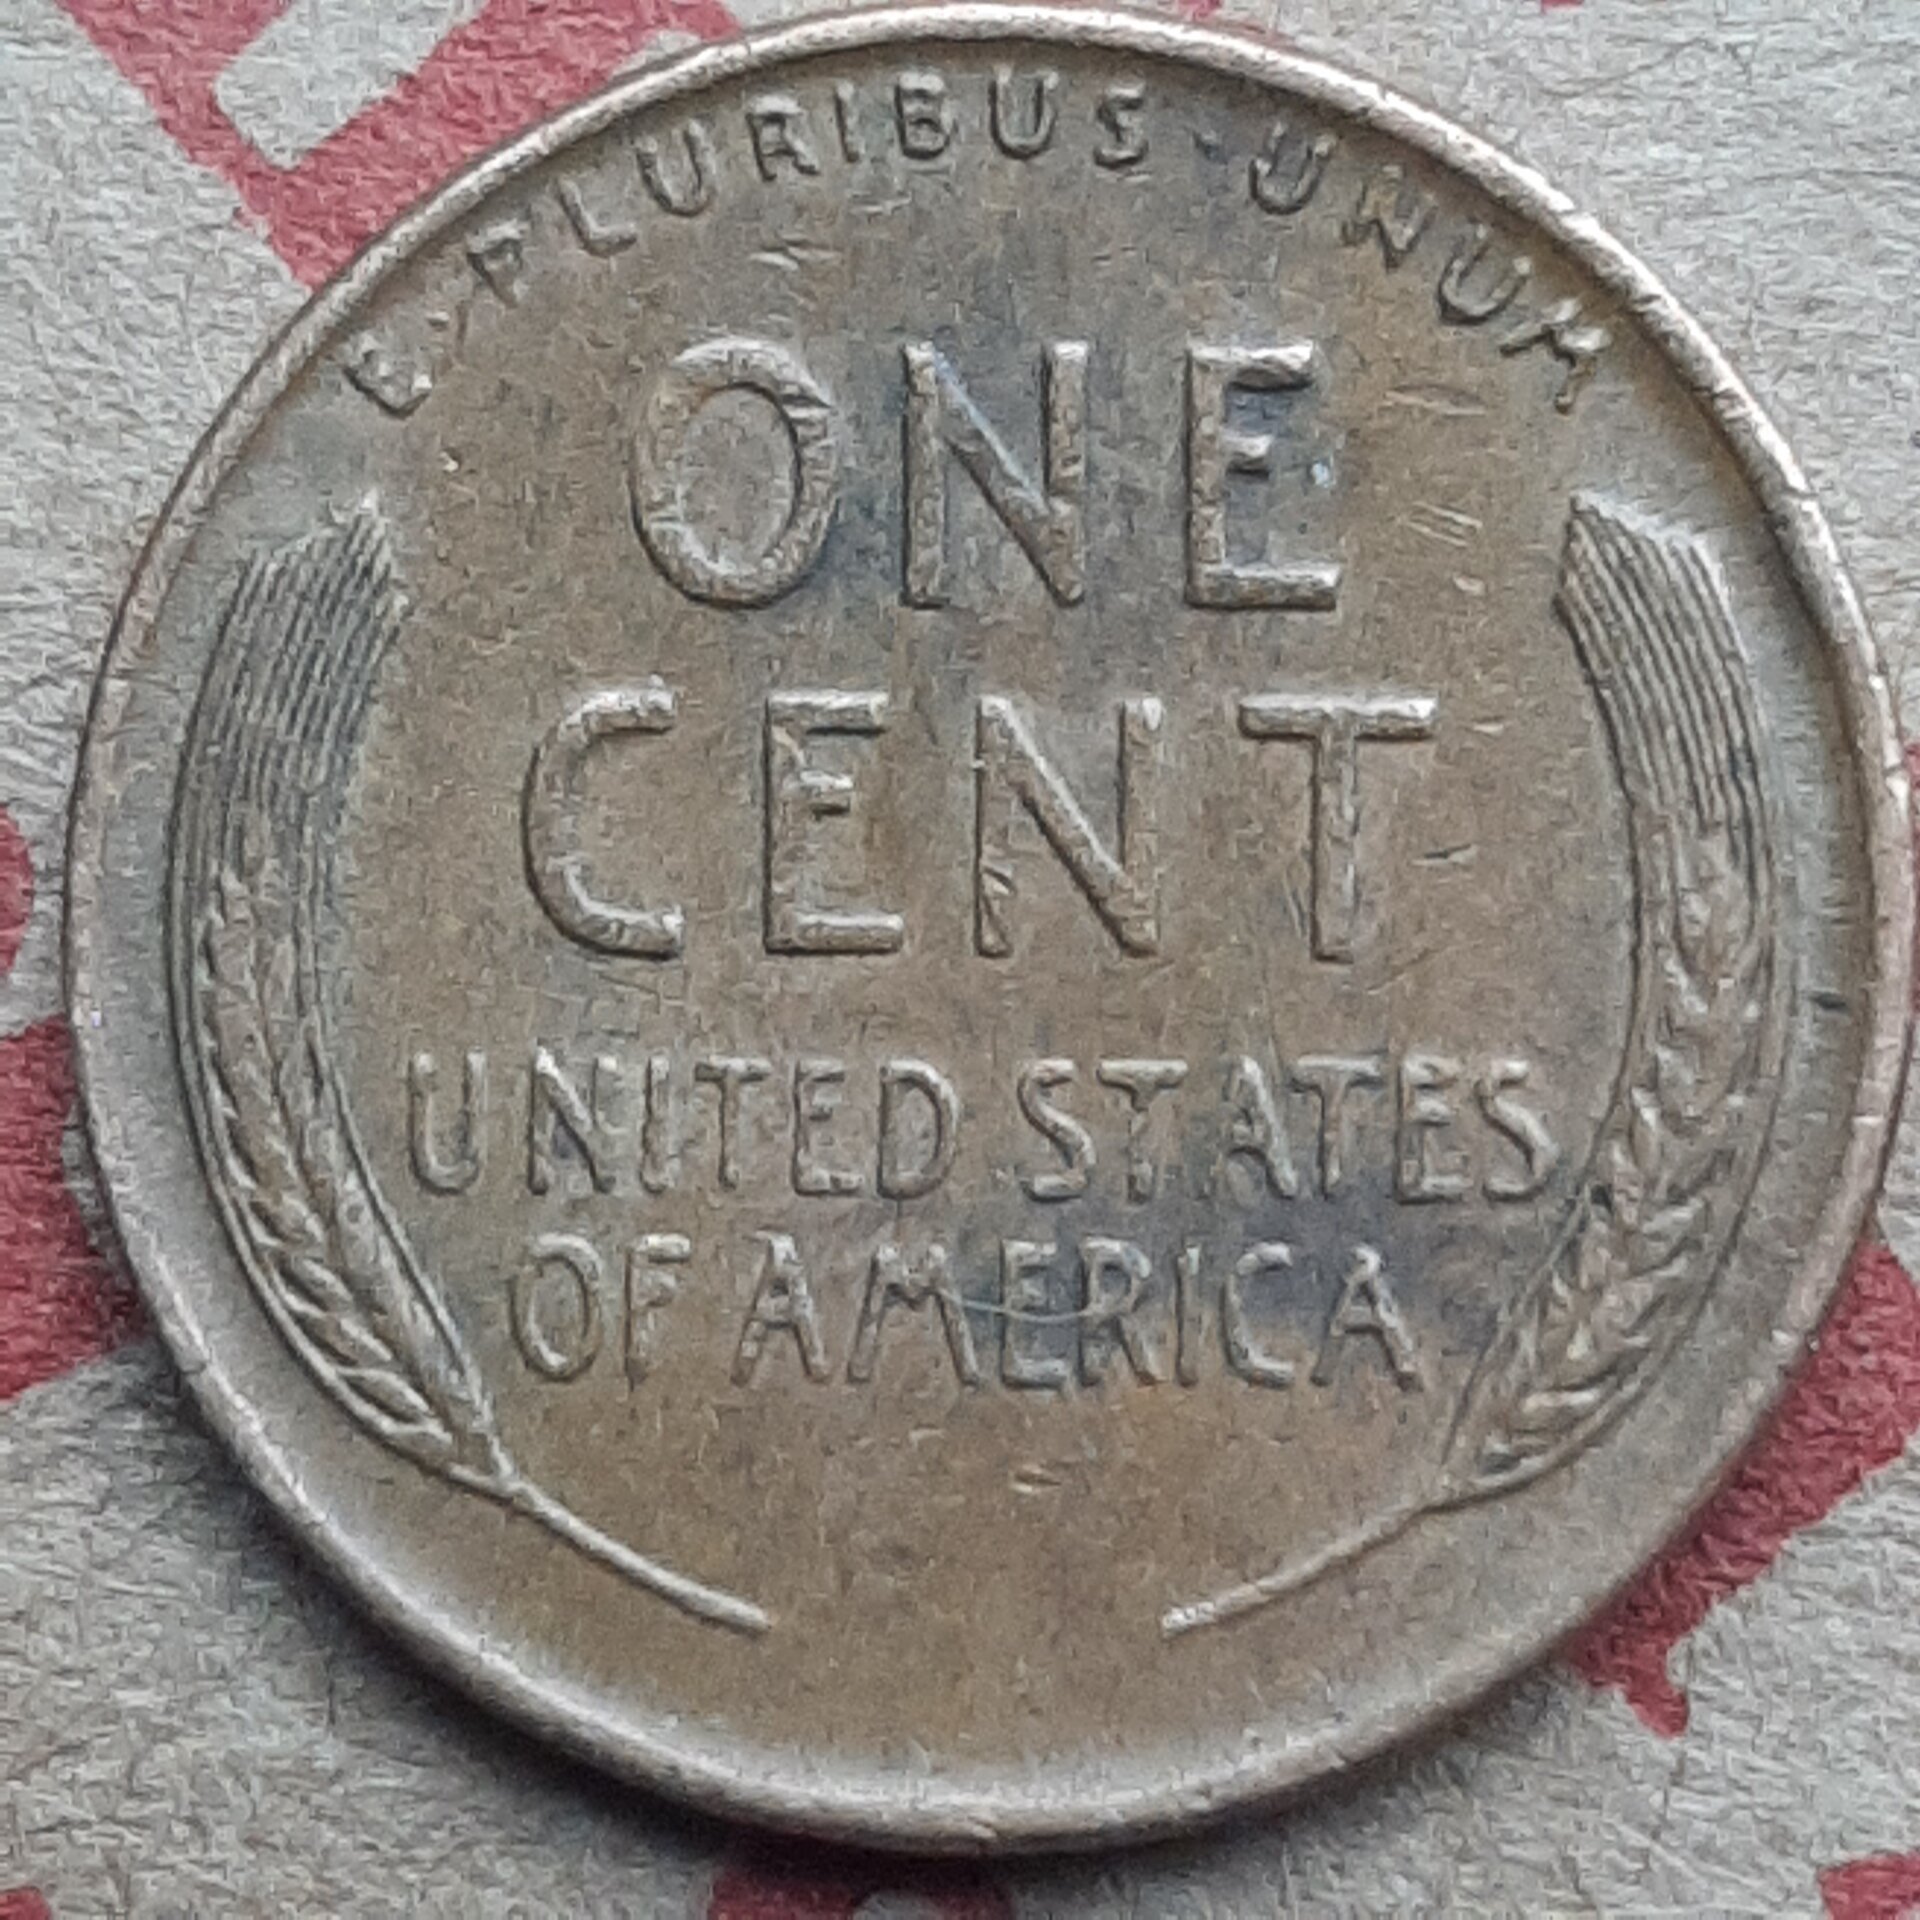 E PLURIBUS · UNUM
ONE
CENT
UNITED STATES
OF AMERICA